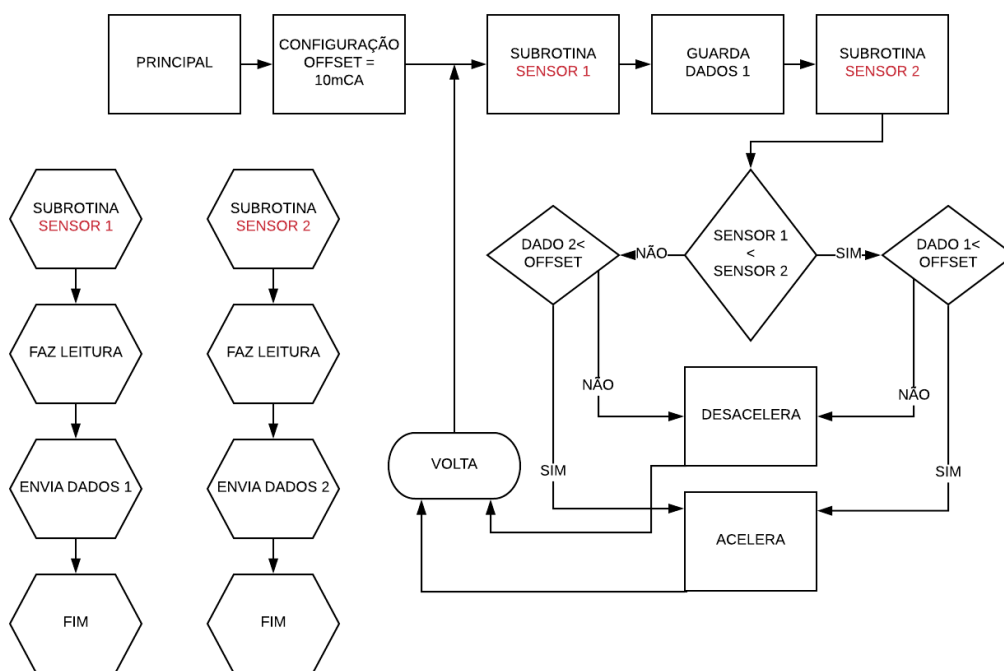 PRINCIPAL
CONFIGURAÇÃO
OFFSET =
10mCA
SUBROTINA
SENSOR 1
GUARDA
DADOS 1
SUBROTINA
SENSOR 2
SUBROTINA
SENSOR 1
SUBROTINA
SENSOR 2
DADO 2<
OFFSET
NÃO
SENSOR 1
<
SENSOR 2
SIM
DADO 1<
OFFSET
FAZ LEITURA
FAZ LEITURA
NÃO
DESACELERA
NÃO
VOLTA
SIM
SIM
ENVIA DADOS 1
ENVIA DADOS 2
ACELERA
FIM
FIM